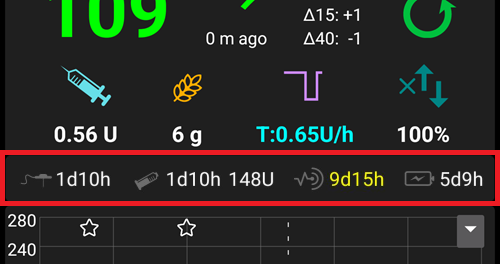 109
Δ15: +1
0 m ago Δ40: -1
0.56 U 6 g T:0.65U/h 100%
1d10h 1d10h 148U 9d15h 5d9h
280
240